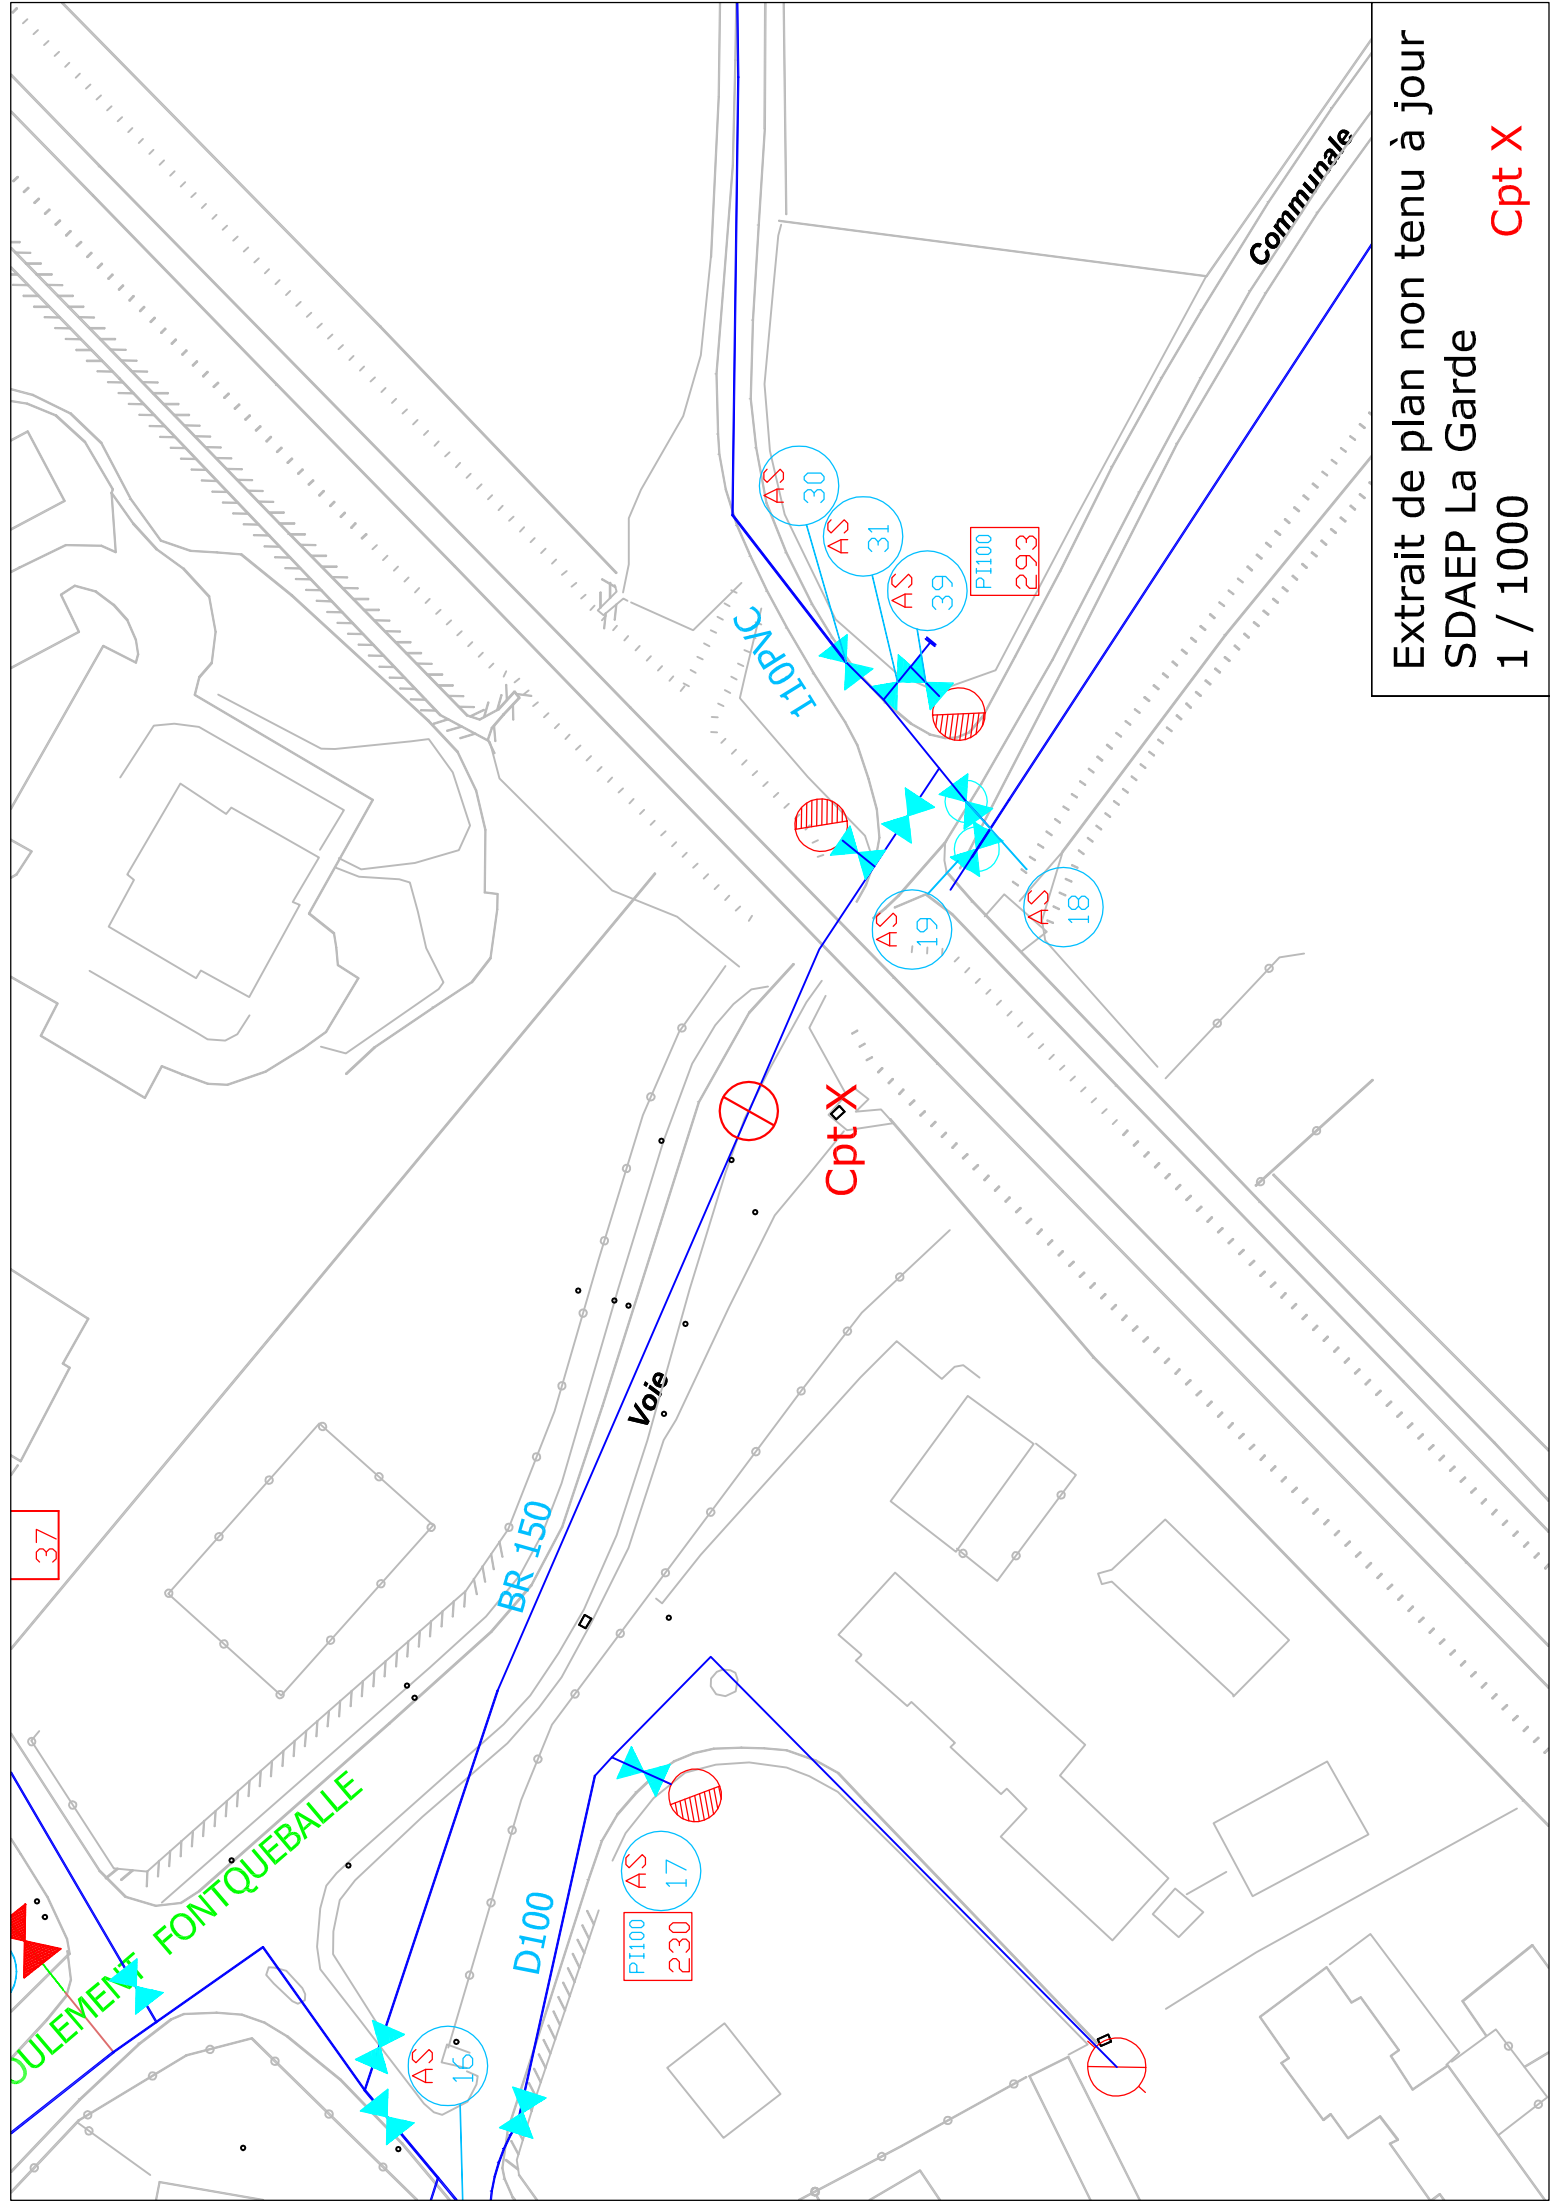 Extrait de plan non tenu à jour
SDAEP La Garde
1 / 1000 Cpt X
Communale
AS
30
AS
31
AS
39
PI100
293
110PVC
AS
19
AS
18
Cpt X
Voie
BR 150
37
FONTQUEBALLE
OULEMENT
AS
17
PI100
230
D100
AS
16